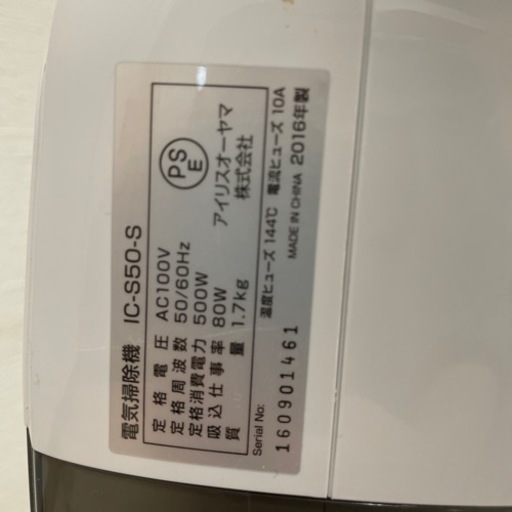 電気掃除機 IC-S50-S
定格電圧 AC100V
定格周波数 50/60Hz
定格消費電力 500W
吸込仕事率 80W
質量 1.7kg
PS
E
アイリスオーヤマ
株式会社
温度ヒューズ 144℃ 電流ヒューズ 10A
MADE IN CHINA 2016年製
Serial No:
160901461